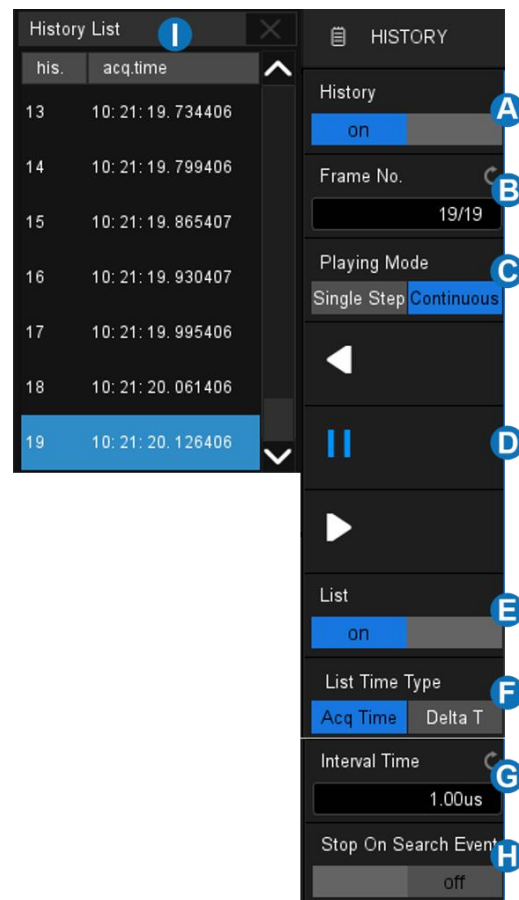 History List
I
his. acq.time
13 10: 21: 19. 734406
14 10: 21: 19. 799406
15 10: 21: 19. 865407
16 10: 21: 19. 930407
17 10: 21: 19. 995406
18 10: 21: 20. 061406
19 10: 21: 20. 126406
HISTORY
History
A
on
Frame No.
B
19/19
Playing Mode
C
Single Step Continuous
D
List
E
on
List Time Type
F
Acq Time Delta T
Interval Time
G
1.00us
Stop On Search Event
H
off